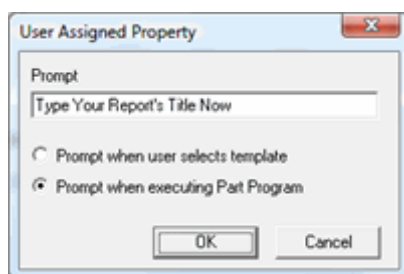 User Assigned Property
Prompt
Type Your Report's Title Now
Prompt when user selects template
Prompt when executing Part Program
OK
Cancel